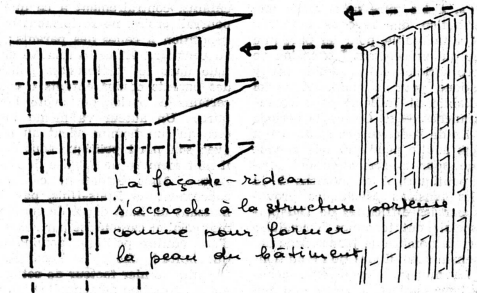 La façade-rideau
s'accroche à la structure porteuse
comme pour former
la peau du bâtiment